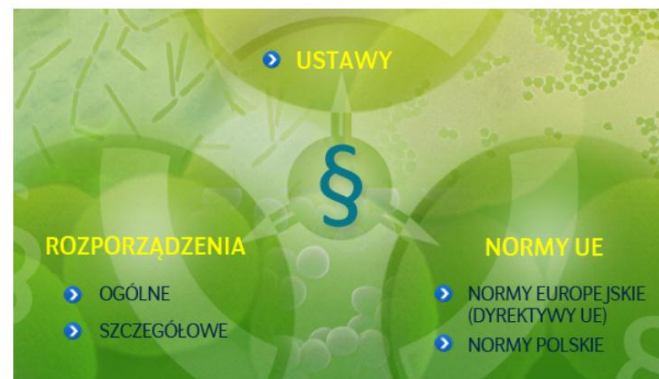 USTAWY
§
ROZPORZĄDZENIA
OGÓLNE
SZCZEGÓŁOWE
NORMY UE
NORMY EUROPEJSKIE
(DYREKTYWY UE)
NORMY POLSKIE